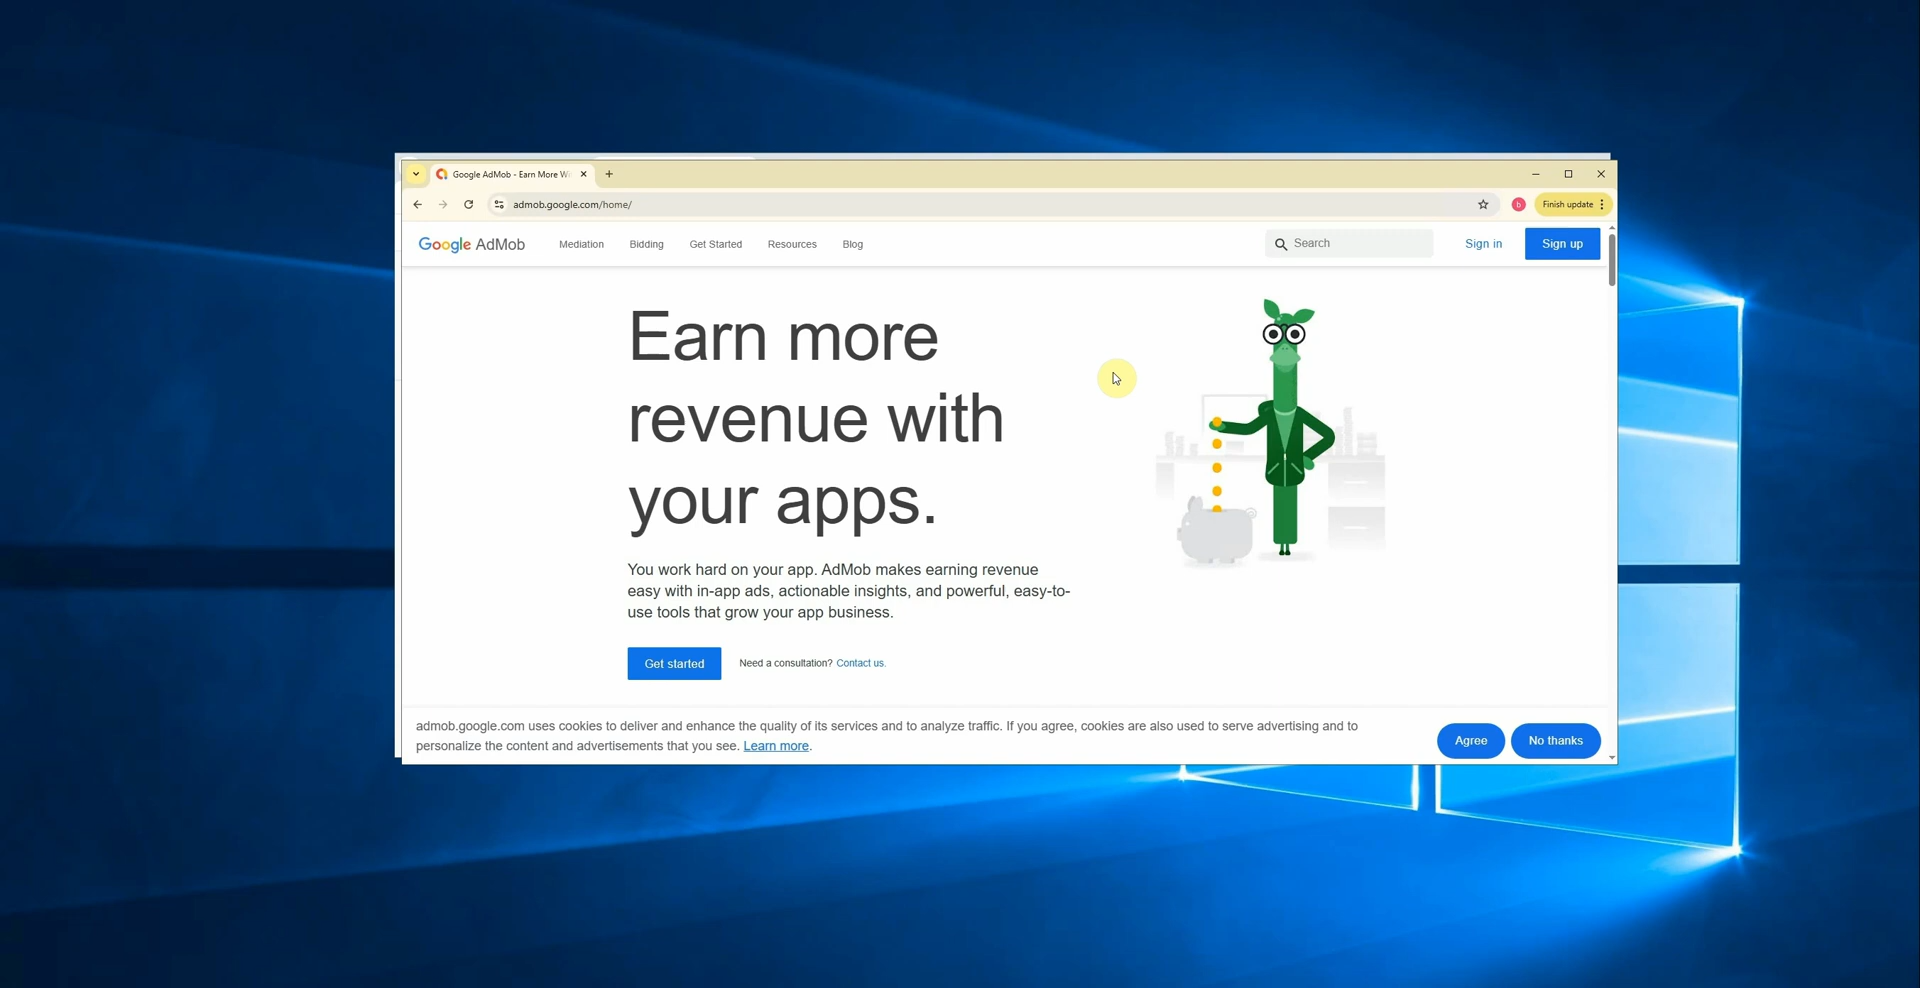 Google AdMob - Earn More Wi
admob.google.com/home/
b
Finish update
Google AdMob
Mediation
Bidding
Get Started
Resources
Blog
Search
Sign in
Sign up
Earn more
revenue with
your apps.
You work hard on your app. AdMob makes earning revenue
easy with in-app ads, actionable insights, and powerful, easy-to-
use tools that grow your app business.
Get started
Need a consultation? Contact us.
admob.google.com uses cookies to deliver and enhance the quality of its services and to analyze traffic. If you agree, cookies are also used to serve advertising and to
personalize the content and advertisements that you see. Learn more.
Agree
No thanks